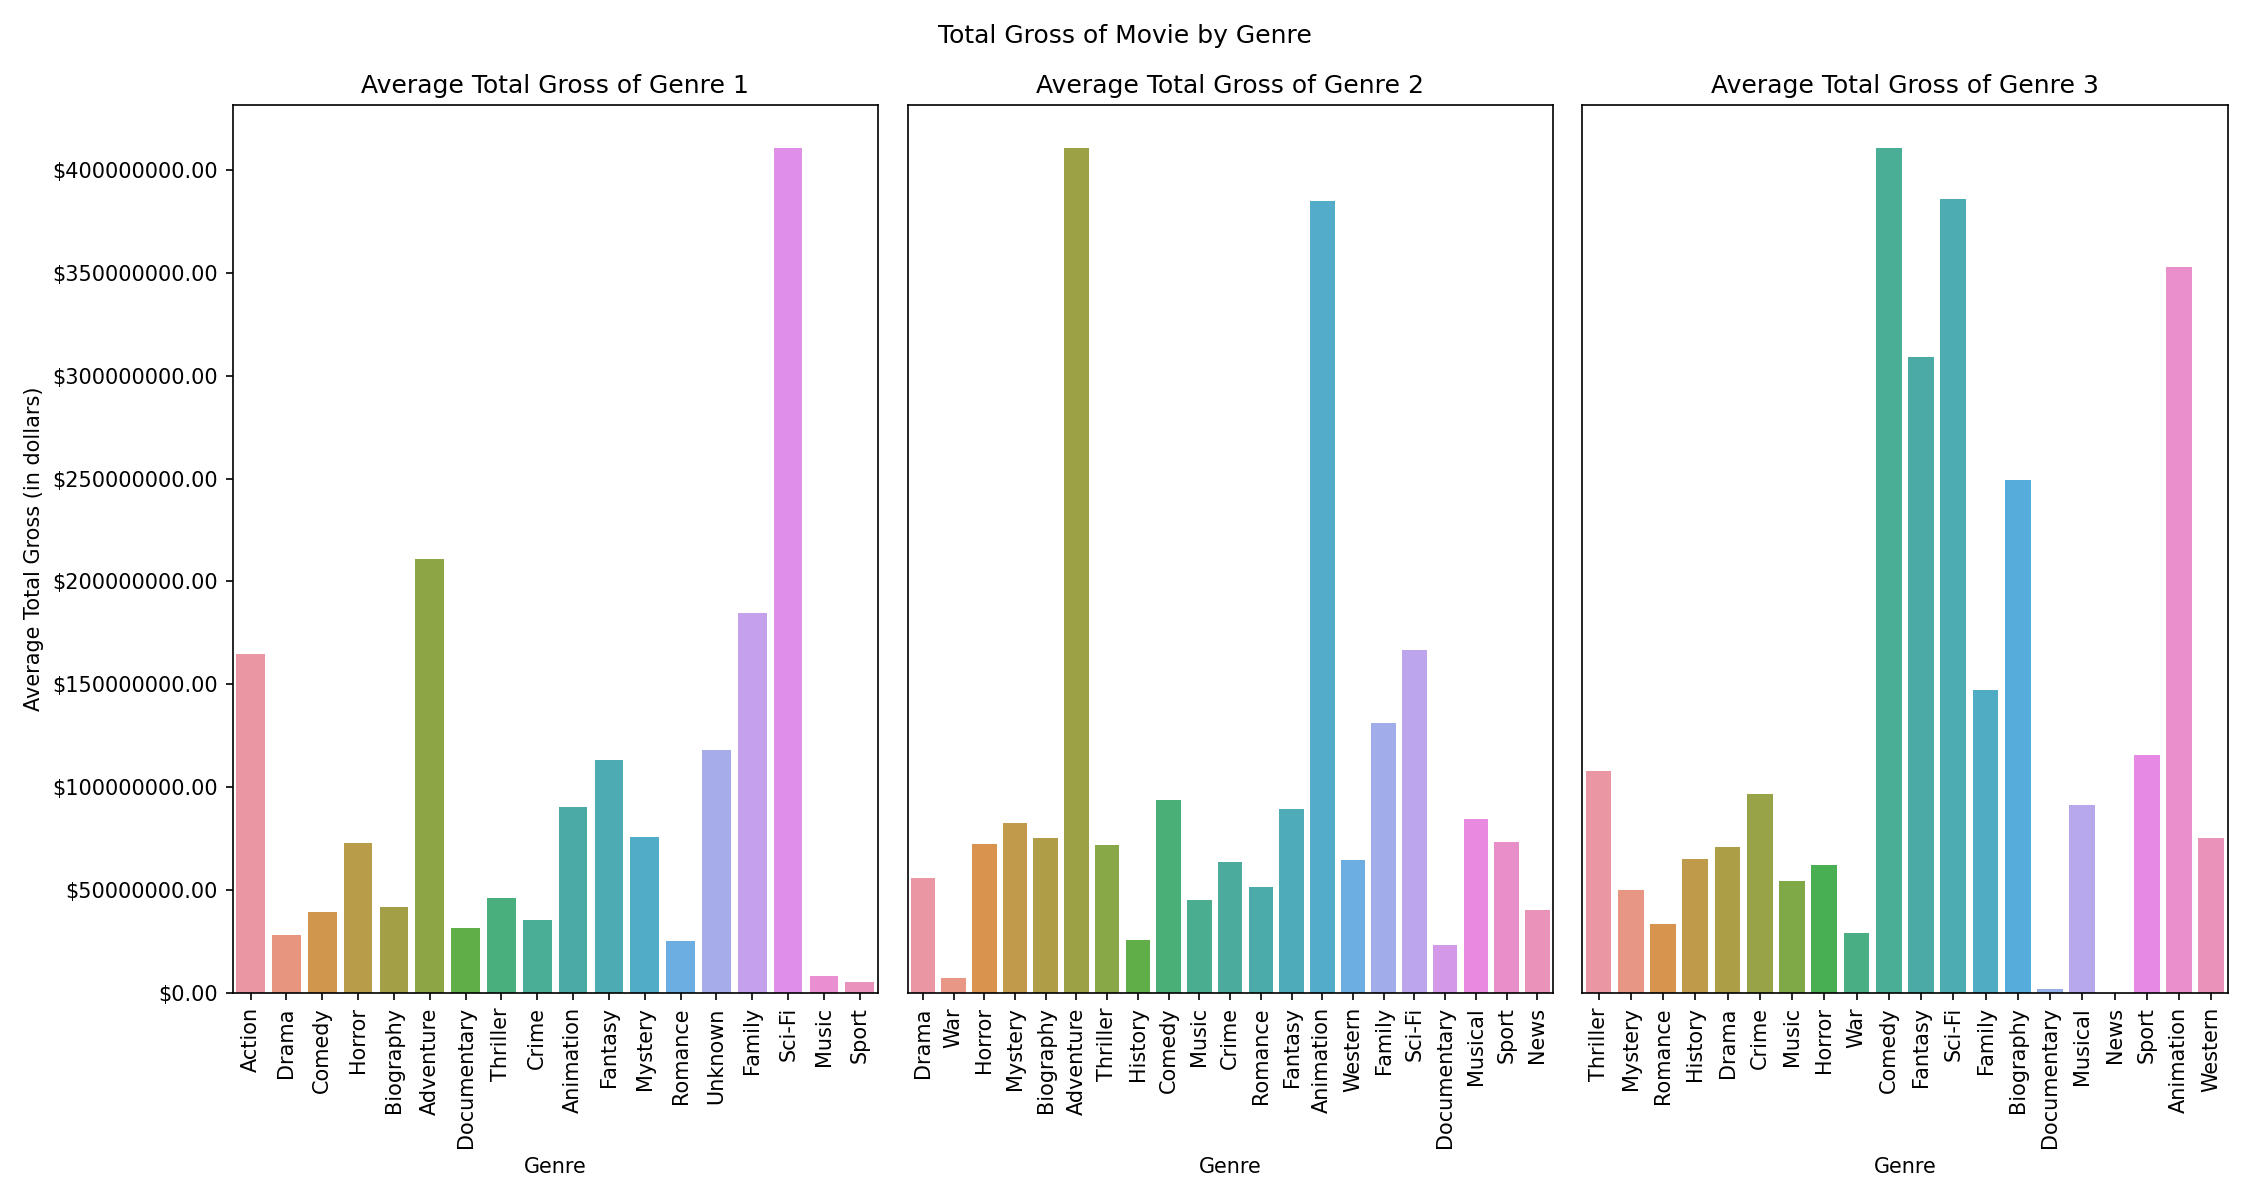 Total Gross of Movie by Genre
Average Total Gross of Genre 1
Average Total Gross of Genre 2
Average Total Gross of Genre 3
Average Total Gross (in dollars)
$400000000.00
$350000000.00
$300000000.00
$250000000.00
$200000000.00
$150000000.00
$100000000.00
$50000000.00
$0.00
Action
Drama
Comedy
Horror
Biography
Adventure
Documentary
Thriller
Crime
Animation
Fantasy
Mystery
Romance
Unknown
Family
Sci-Fi
Music
Sport
Genre
Drama
War
Horror
Mystery
Biography
Adventure
Thriller
History
Comedy
Music
Crime
Romance
Fantasy
Animation
Western
Family
Sci-Fi
Documentary
Musical
Sport
News
Genre
Thriller
Mystery
Romance
History
Drama
Crime
Music
Horror
War
Comedy
Fantasy
Sci-Fi
Family
Biography
Documentary
Musical
News
Sport
Animation
Western
Genre